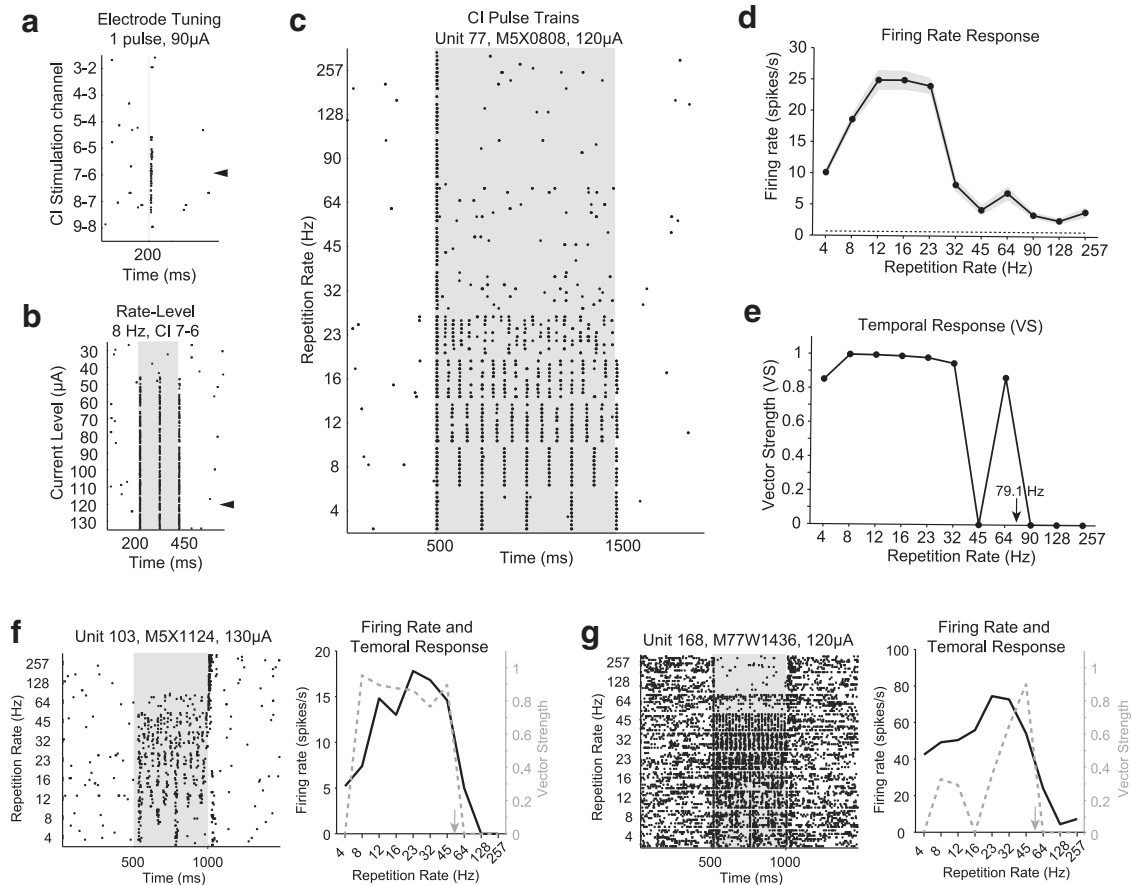 a
Electrode Tuning
1 pulse, 90µA
CI Stimulation channel
3–2
4–3
6–5
7–6
8–7
9–8
200
Time (ms)
b
Rate-Level
8 Hz, CI 7-6
Current Level (µA)
30
40
50
60
70
80
90
100
110
120
130
200 450
Time (ms)
c
CI Pulse Trains
Unit 77, M5X0808, 120µA
Repetition Rate (Hz)
257
128
90
64
45
32
23
16
12
8
4
500 1500
Time (ms)
d
Firing Rate Response
Firing rate (spikes/s)
30
25
20
15
10
5
0
4 8 12 16 23 32 45 64 90 128 257
Repetition Rate (Hz)
e
Temporal Response (VS)
Vector Strength (VS)
1
0.8
0.6
0.4
0.2
0
79.1 Hz
4 8 12 16 23 32 45 64 90 128 257
Repetition Rate (Hz)
f
Unit 103, M5X1124, 130µA
Repetition Rate (Hz)
257
128
64
45
32
23
16
12
8
4
500 1000
Time (ms)
Firing Rate and
Temoral Response
Firing rate (spikes/s)
20
15
10
5
0
1
0.8
0.6
0.4
0.2
0
Vector Strength
4 8 12 16 23 32 45 64 128 257
Repetition Rate (Hz)
g
Unit 168, M77W1436, 120µA
Repetition Rate (Hz)
257
128
64
45
32
23
16
12
8
4
500 1000
Time (ms)
Firing Rate and
Temoral Response
Firing rate (spikes/s)
100
80
60
40
20
0
1
0.8
0.6
0.4
0.2
0
Vector Strength
4 8 12 16 23 32 45 64 128 257
Repetition Rate (Hz)